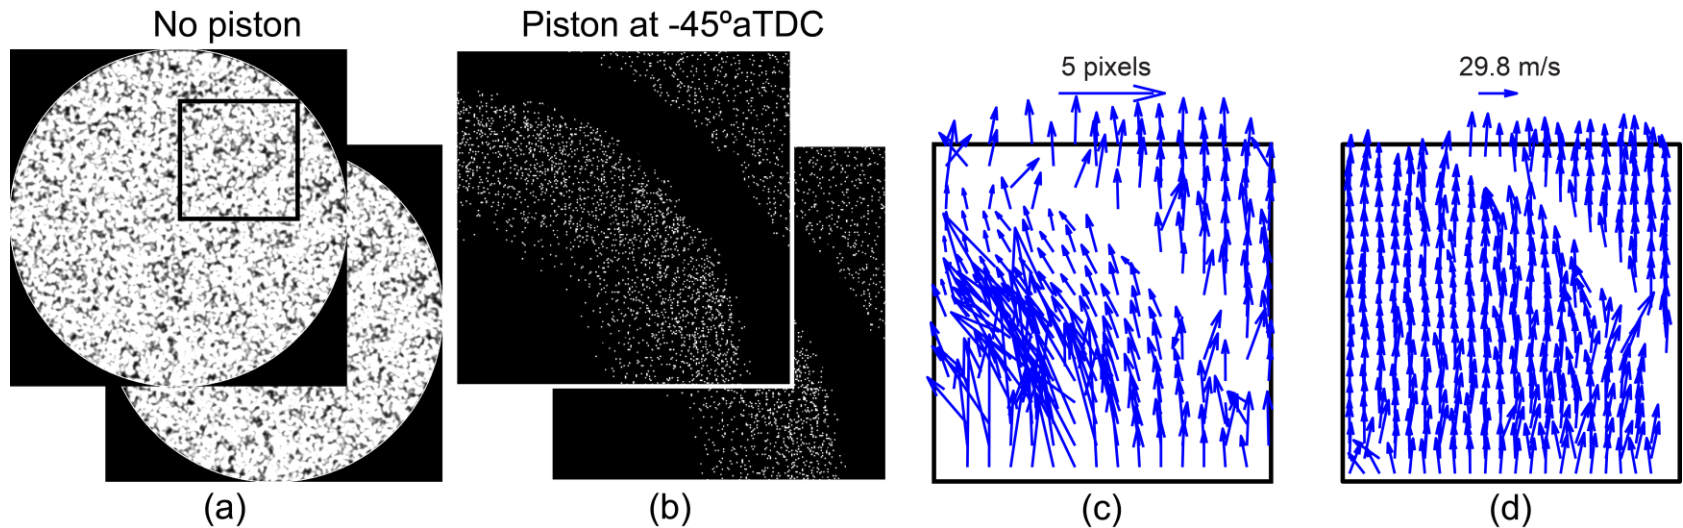 No piston
Piston at -45ºaTDC
5 pixels
29.8 m/s
(a)
(b)
(c)
(d)